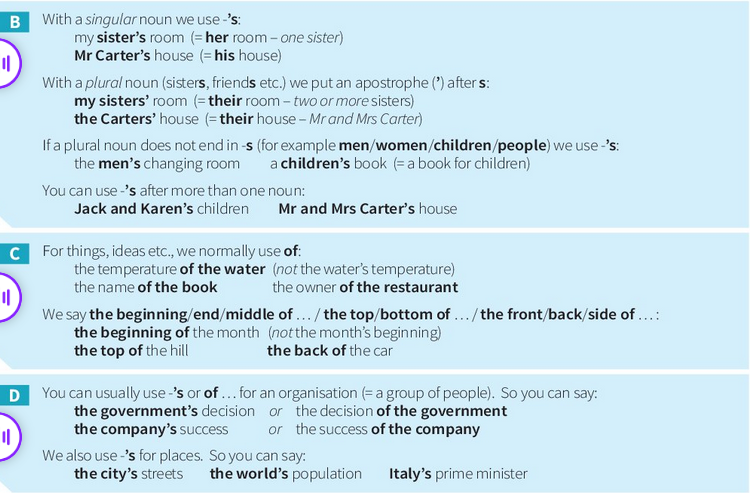 B
With a singular noun we use -’s:
my sister’s room (= her room – one sister)
Mr Carter’s house (= his house)
With a plural noun (sisters, friends etc.) we put an apostrophe (’) after s:
my sisters’ room (= their room – two or more sisters)
the Carters’ house (= their house – Mr and Mrs Carter)
If a plural noun does not end in -s (for example men/women/children/people) we use -’s:
the men’s changing room a children’s book (= a book for children)
You can use -’s after more than one noun:
Jack and Karen’s children Mr and Mrs Carter’s house
C
For things, ideas etc., we normally use of:
the temperature of the water (not the water’s temperature)
the name of the book the owner of the restaurant
We say the beginning/end/middle of … / the top/bottom of … / the front/back/side of … :
the beginning of the month (not the month’s beginning)
the top of the hill the back of the car
D
You can usually use -’s or of … for an organisation (= a group of people). So you can say:
the government’s decision or the decision of the government
the company’s success or the success of the company
We also use -’s for places. So you can say:
the city’s streets the world’s population Italy’s prime minister